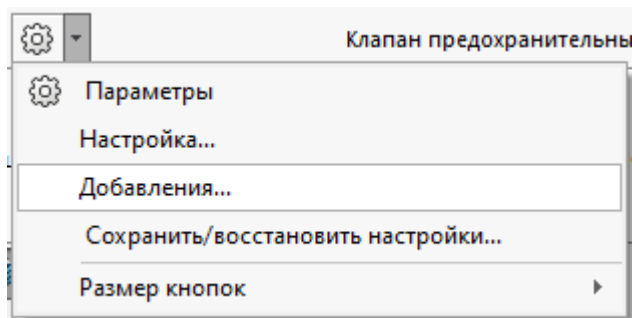 Клапан предохранительны
Параметры
Настройка...
Добавления...
Сохранить/восстановить настройки...
Размер кнопок